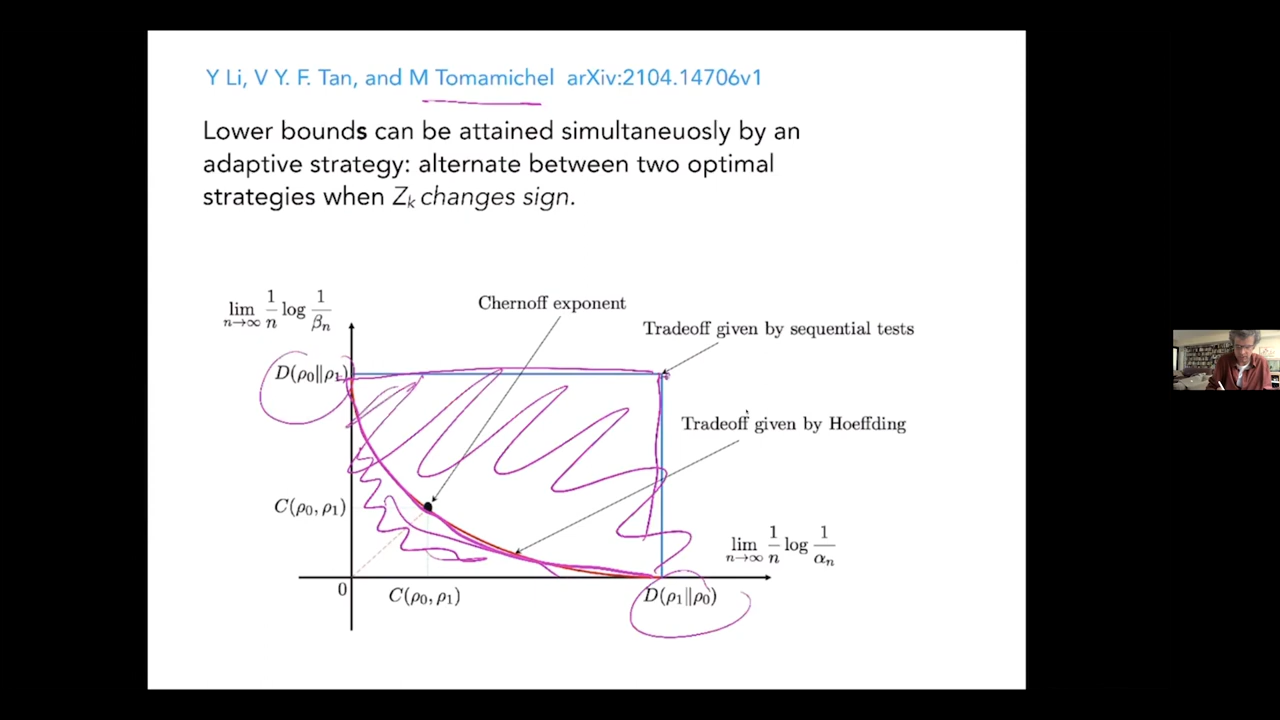 Y Li, V Y. F. Tan, and M Tomamichel arXiv:2104.14706v1
Lower bounds can be attained simultaneuosly by an
adaptive strategy: alternate between two optimal
strategies when Zₖ changes sign.
lim n→∞ 1/n log 1/βₙ
Chernoff exponent
Tradeoff given by sequential tests
D(ρ₀‖ρ₁)
Tradeoff given by Hoeffding
C(ρ₀, ρ₁)
lim n→∞ 1/n log 1/αₙ
0
C(ρ₀, ρ₁)
D(ρ₁‖ρ₀)